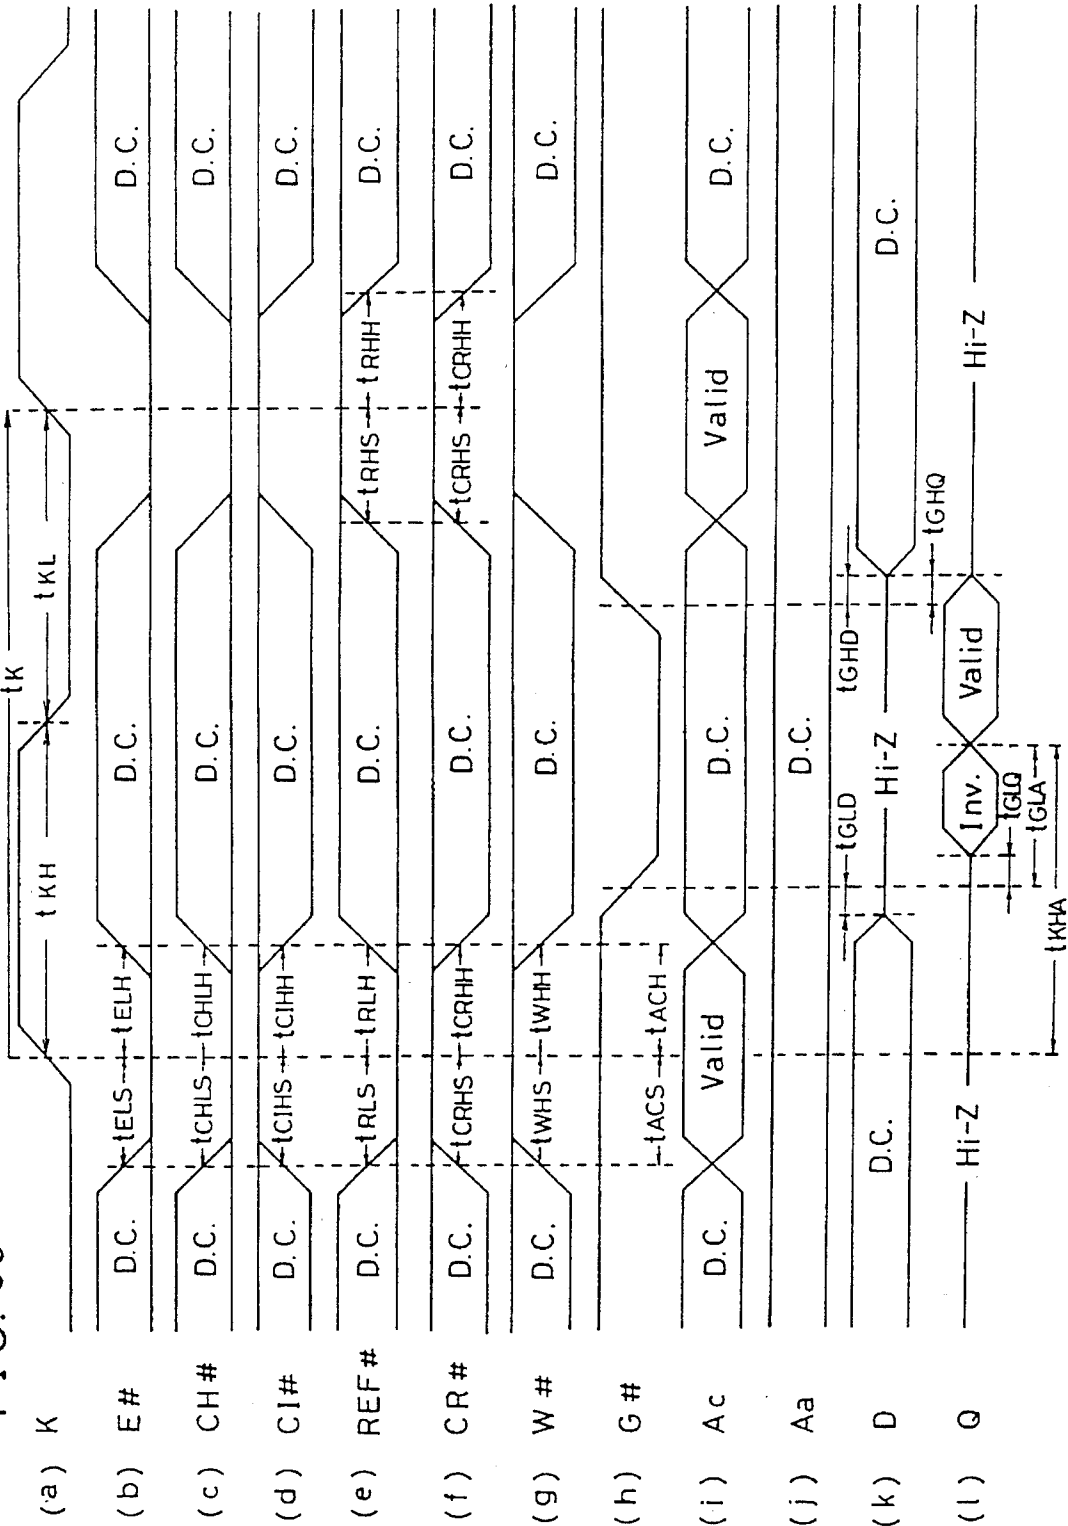 (a) K tK tKH tKL
(b) E# D.C. tELS tELH D.C. D.C.
(c) CH# D.C. tCHLS tCHLH D.C. D.C.
(d) CI# D.C. tCIHS tCIHH D.C. D.C.
(e) REF# D.C. tRLS tRLH D.C. tRHS tRHH D.C.
(f) CR# D.C. tCRHS tCRHH D.C. tCRHS tCRHH D.C.
(g) W# D.C. tWHS tWHH D.C. D.C.
(h) G# tACS tACH
(i) Ac D.C. Valid D.C. Valid D.C.
(j) Aa D.C.
(k) D D.C. tGLD Hi-Z tGHD D.C.
(l) Q Hi-Z Inv. Valid tGHQ Hi-Z
tGLQ
tGLA
tKHA